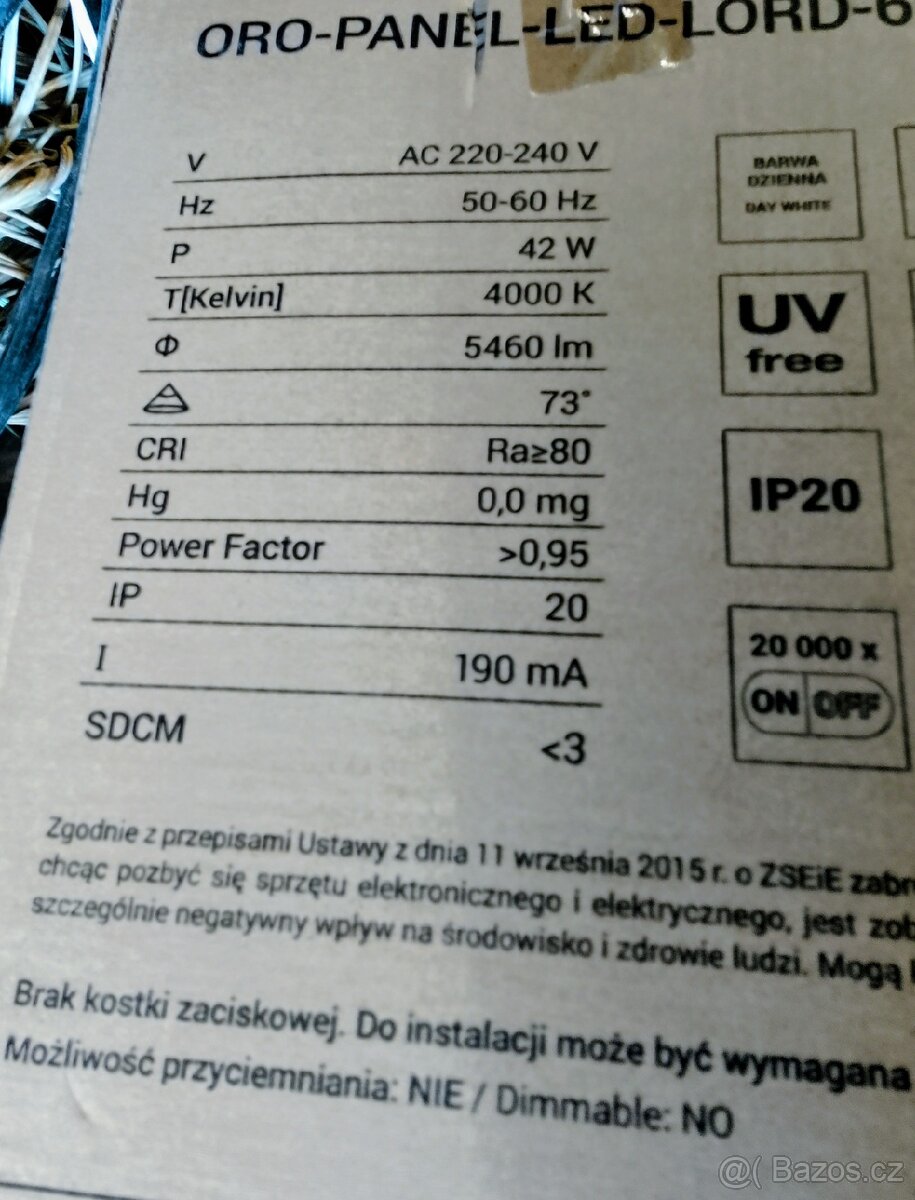 ORO-PANEL-LED-LORD-6
V AC 220-240 V
Hz 50-60 Hz
P 42 W
T[Kelvin] 4000 K
Φ 5460 lm
73°
CRI Ra≥80
Hg 0,0 mg
Power Factor >0,95
IP 20
I 190 mA
SDCM <3
BARWA
DZIENNA
DAY WHITE
UV
free
IP20
20 000 x
ON OFF
Zgodnie z przepisami Ustawy z dnia 11 września 2015 r. o ZSEiE zabr
chcąc pozbyć się sprzętu elektronicznego i elektrycznego, jest zob
szczególnie negatywny wpływ na środowisko i zdrowie ludzi. Mogą
Brak kostki zaciskowej. Do instalacji może być wymagana
Możliwość przyciemniania: NIE / Dimmable: NO
@( Bazos.cz